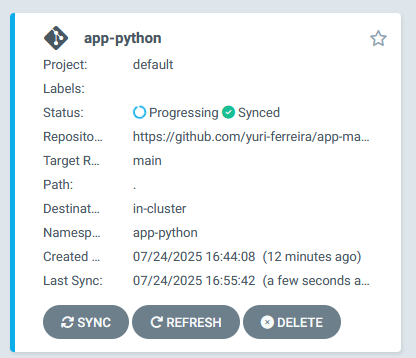 app-python
Project: default
Labels:
Status: Progressing Synced
Reposito... https://github.com/yuri-ferreira/app-ma...
Target R... main
Path: .
Destinat... in-cluster
Namesp... app-python
Created ... 07/24/2025 16:44:08 (12 minutes ago)
Last Sync: 07/24/2025 16:55:42 (a few seconds a...
SYNC REFRESH DELETE